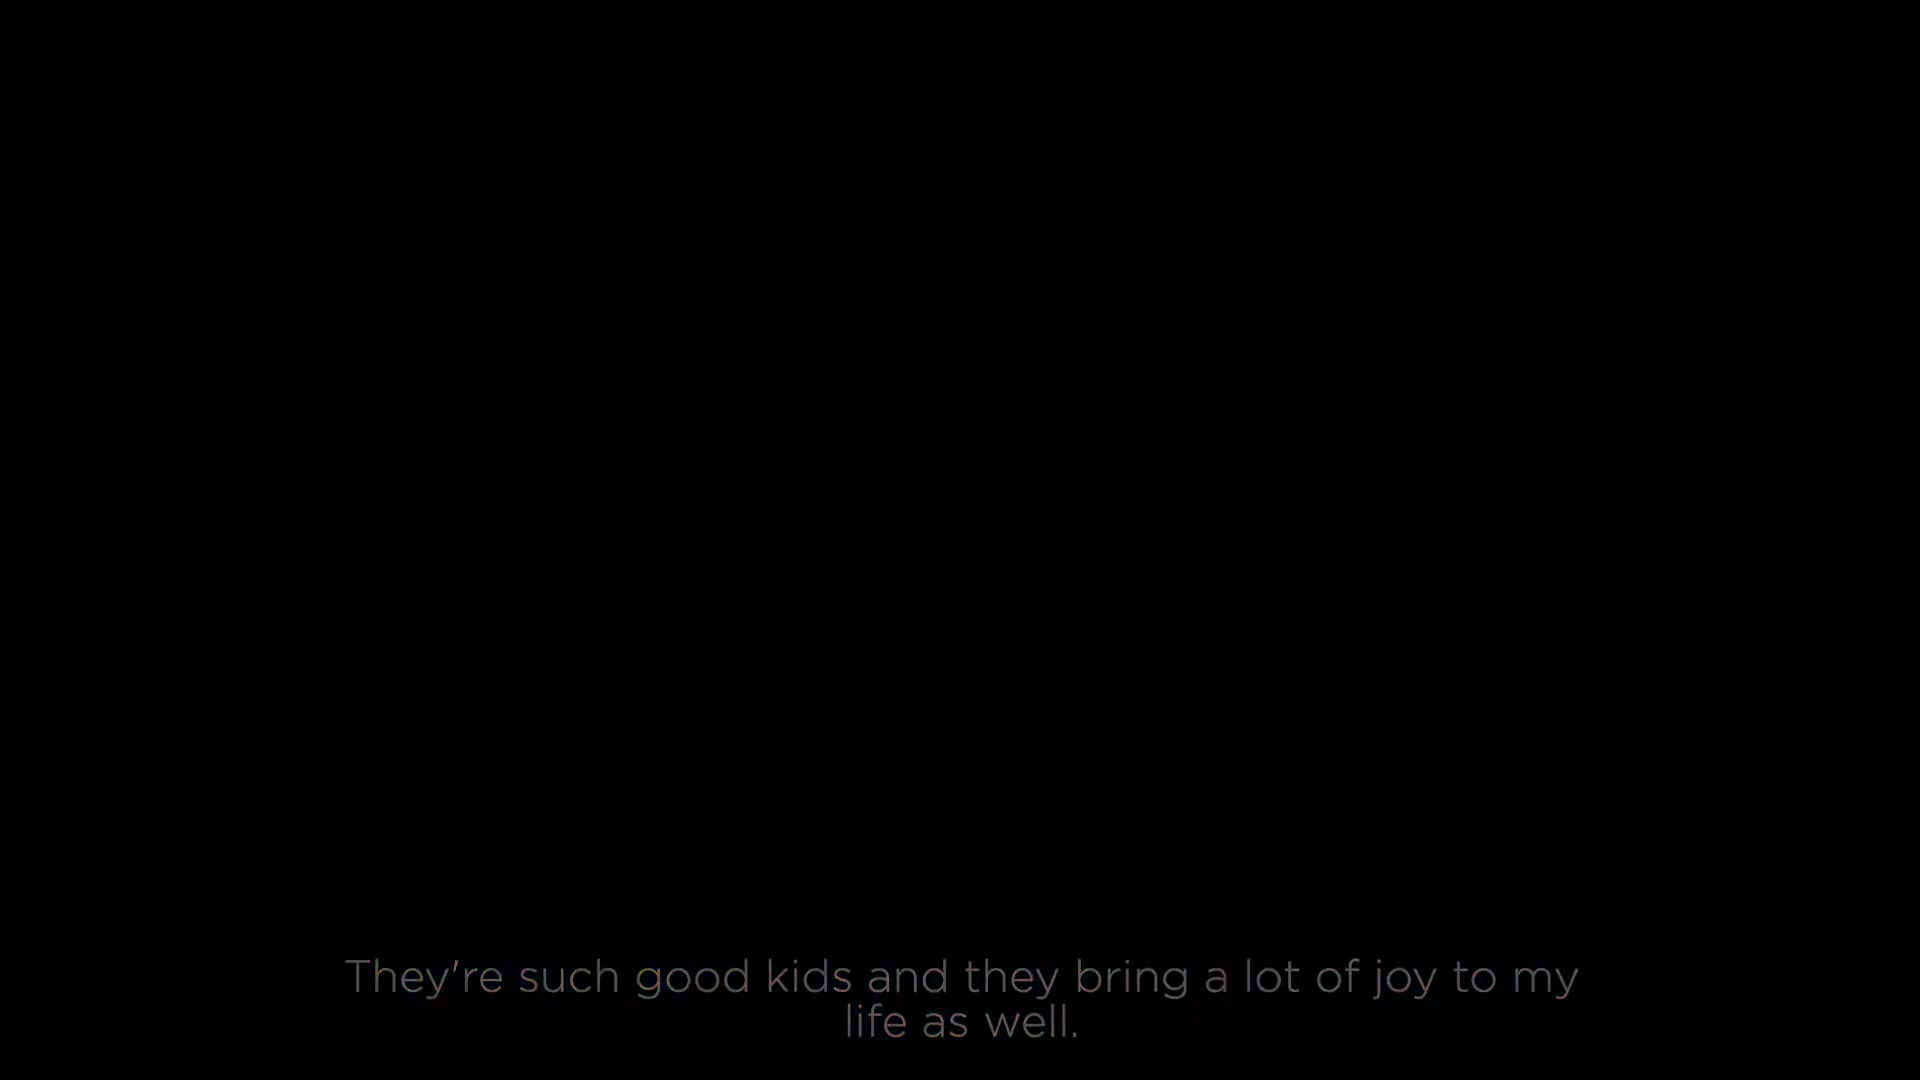 They're such good kids and they bring a lot of joy to my
life as well.